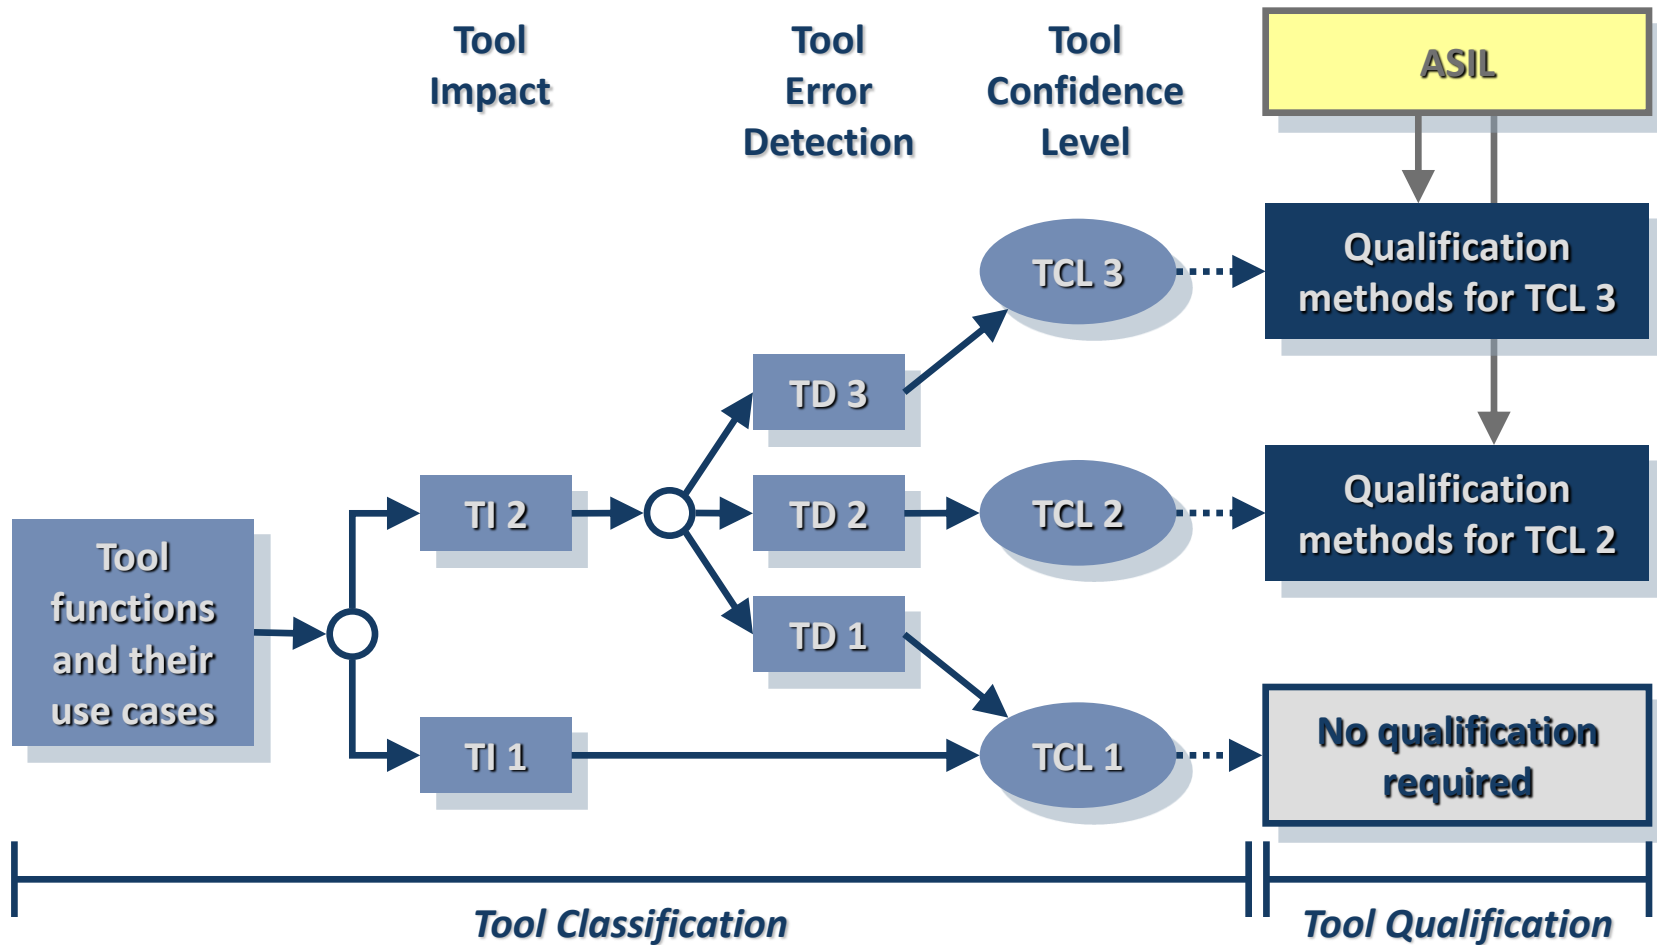 Tool
Impact
Tool
Error
Detection
Tool
Confidence
Level
ASIL
TCL 3
Qualification
methods for TCL 3
TD 3
TI 2
TD 2
TCL 2
Qualification
methods for TCL 2
Tool
functions
and their
use cases
TD 1
TI 1
TCL 1
No qualification
required
Tool Classification
Tool Qualification